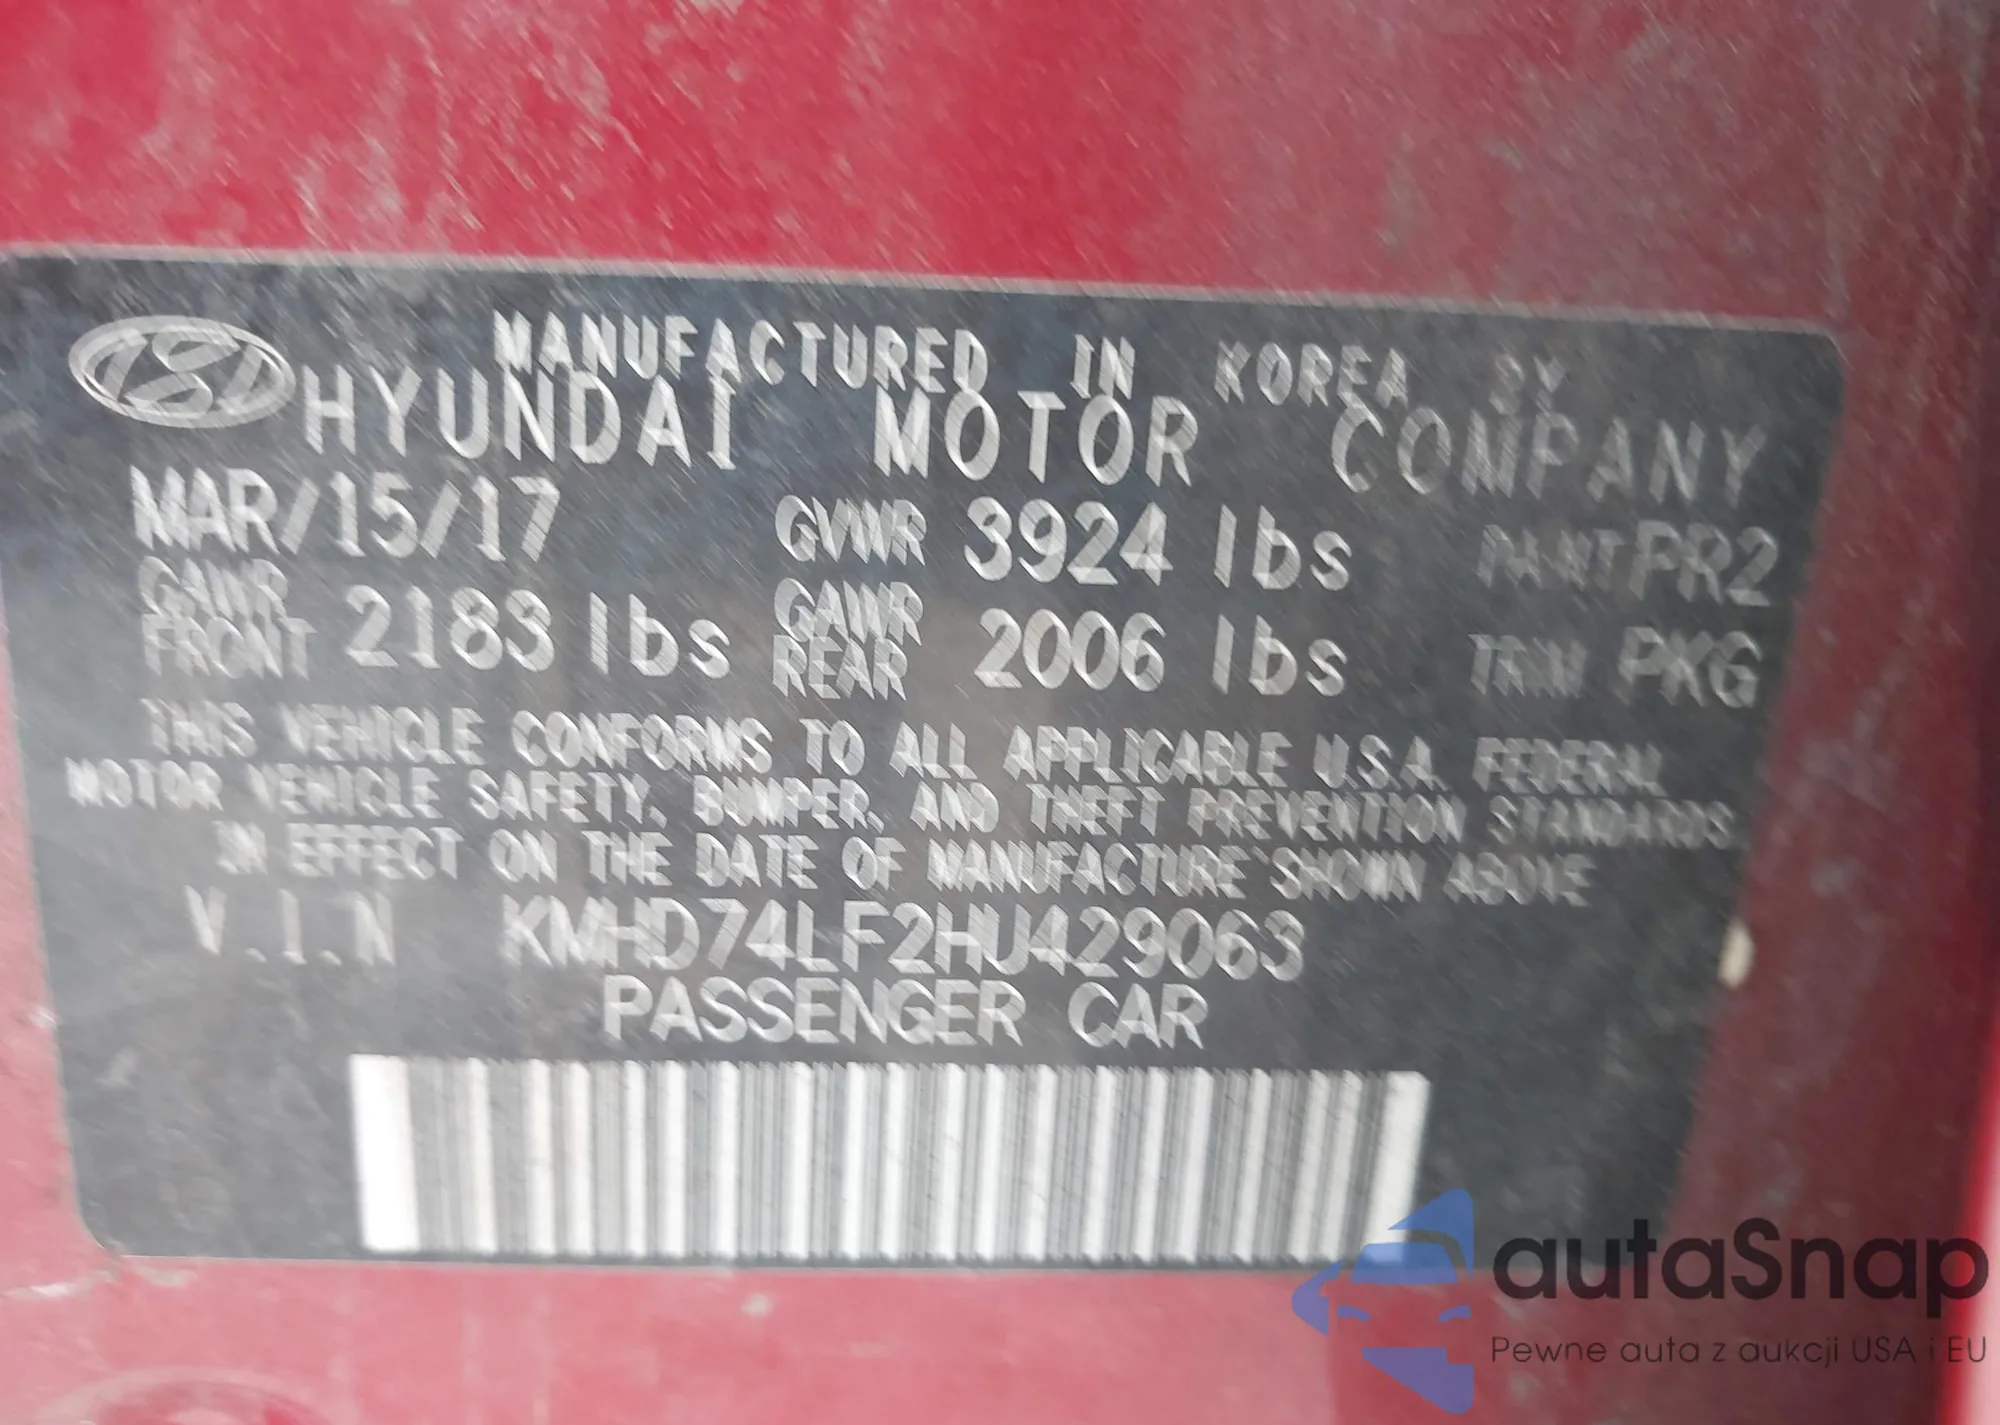 MANUFACTURED IN KOREA BY
HYUNDAI MOTOR COMPANY
MAR/15/17 GVWR 3924 lbs PAINT PR2
GAWR FRONT 2183 lbs GAWR REAR 2006 lbs TRIM PKG
THIS VEHICLE CONFORMS TO ALL APPLICABLE U.S.A. FEDERAL
MOTOR VEHICLE SAFETY, BUMPER, AND THEFT PREVENTION STANDARDS
IN EFFECT ON THE DATE OF MANUFACTURE SHOWN ABOVE
V.I.N KMHD74LF2HU429063
PASSENGER CAR
autaSnap
Pewne auta z aukcji USA i EU